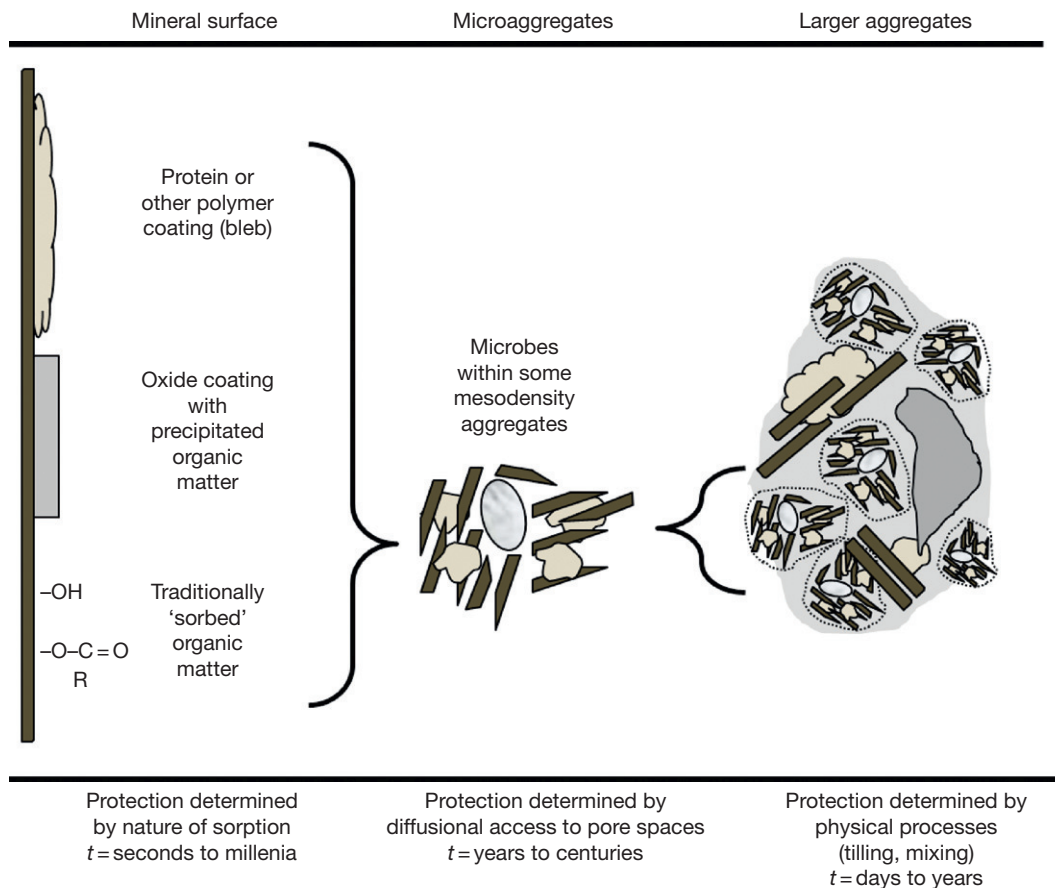 Mineral surface
Microaggregates
Larger aggregates
Protein or
other polymer
coating (bleb)
Oxide coating
with
precipitated
organic
matter
–OH
–O–C=O
R
Traditionally
‘sorbed’
organic
matter
Microbes
within some
mesodensity
aggregates
Protection determined
by nature of sorption
t=seconds to millenia
Protection determined by
diffusional access to pore spaces
t=years to centuries
Protection determined by
physical processes
(tilling, mixing)
t=days to years